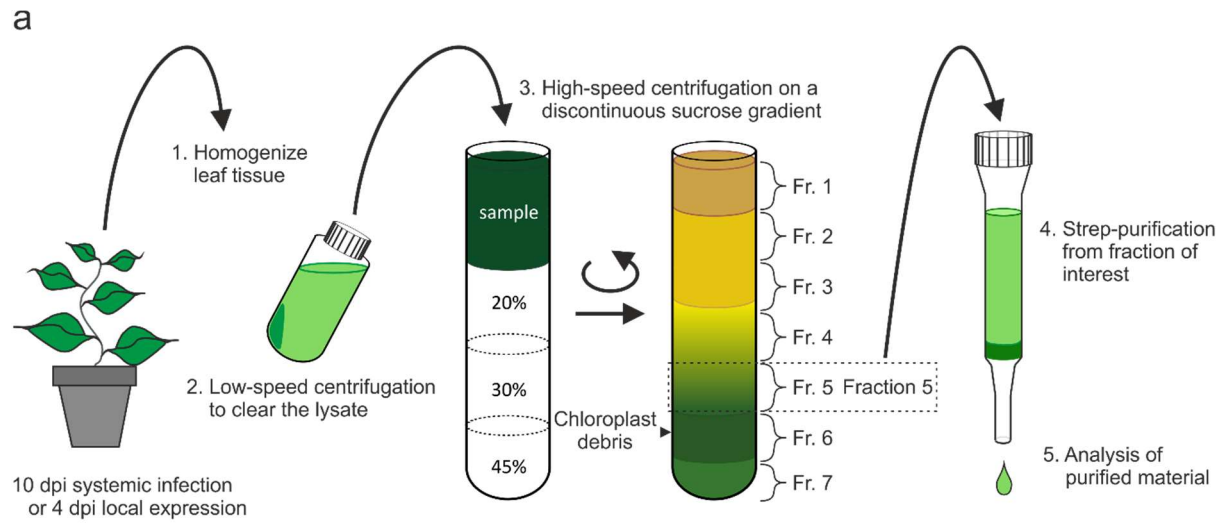 a
1. Homogenize
leaf tissue
2. Low-speed centrifugation
to clear the lysate
10 dpi systemic infection
or 4 dpi local expression
3. High-speed centrifugation on a
discontinuous sucrose gradient
sample
20%
30%
45%
Chloroplast
debris
Fr. 1
Fr. 2
Fr. 3
Fr. 4
Fr. 5 Fraction 5
Fr. 6
Fr. 7
4. Strep-purification
from fraction of
interest
5. Analysis of
purified material